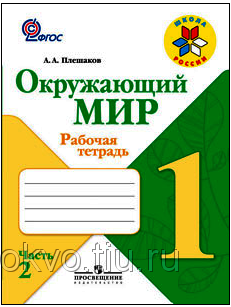 ФГОС
ШКОЛА
РОССИИ
А. А. Плешаков
Окружающий
МИР
Рабочая
тетрадь
1
Часть
2
ПРОСВЕЩЕНИЕ
ИЗДАТЕЛЬСТВО
okvo.tiu.ru